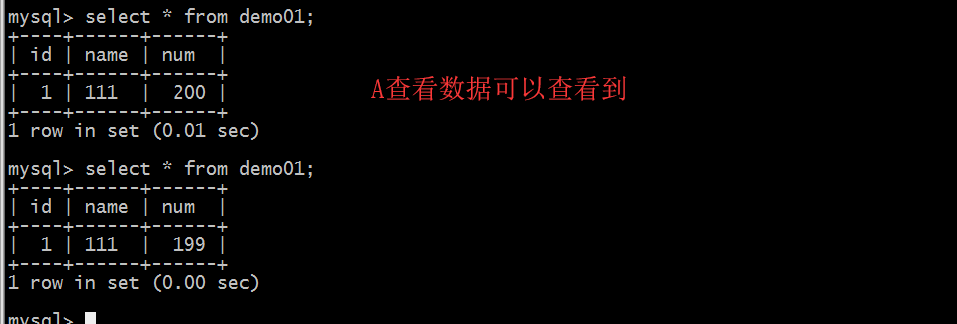 mysql> select * from demo01;
+----+------+------+
| id | name | num  |
+----+------+------+
|  1 | 111  |  200 |
+----+------+------+
1 row in set (0.01 sec)
A查看数据可以查看到
mysql> select * from demo01;
+----+------+------+
| id | name | num  |
+----+------+------+
|  1 | 111  |  199 |
+----+------+------+
1 row in set (0.00 sec)
mysql>